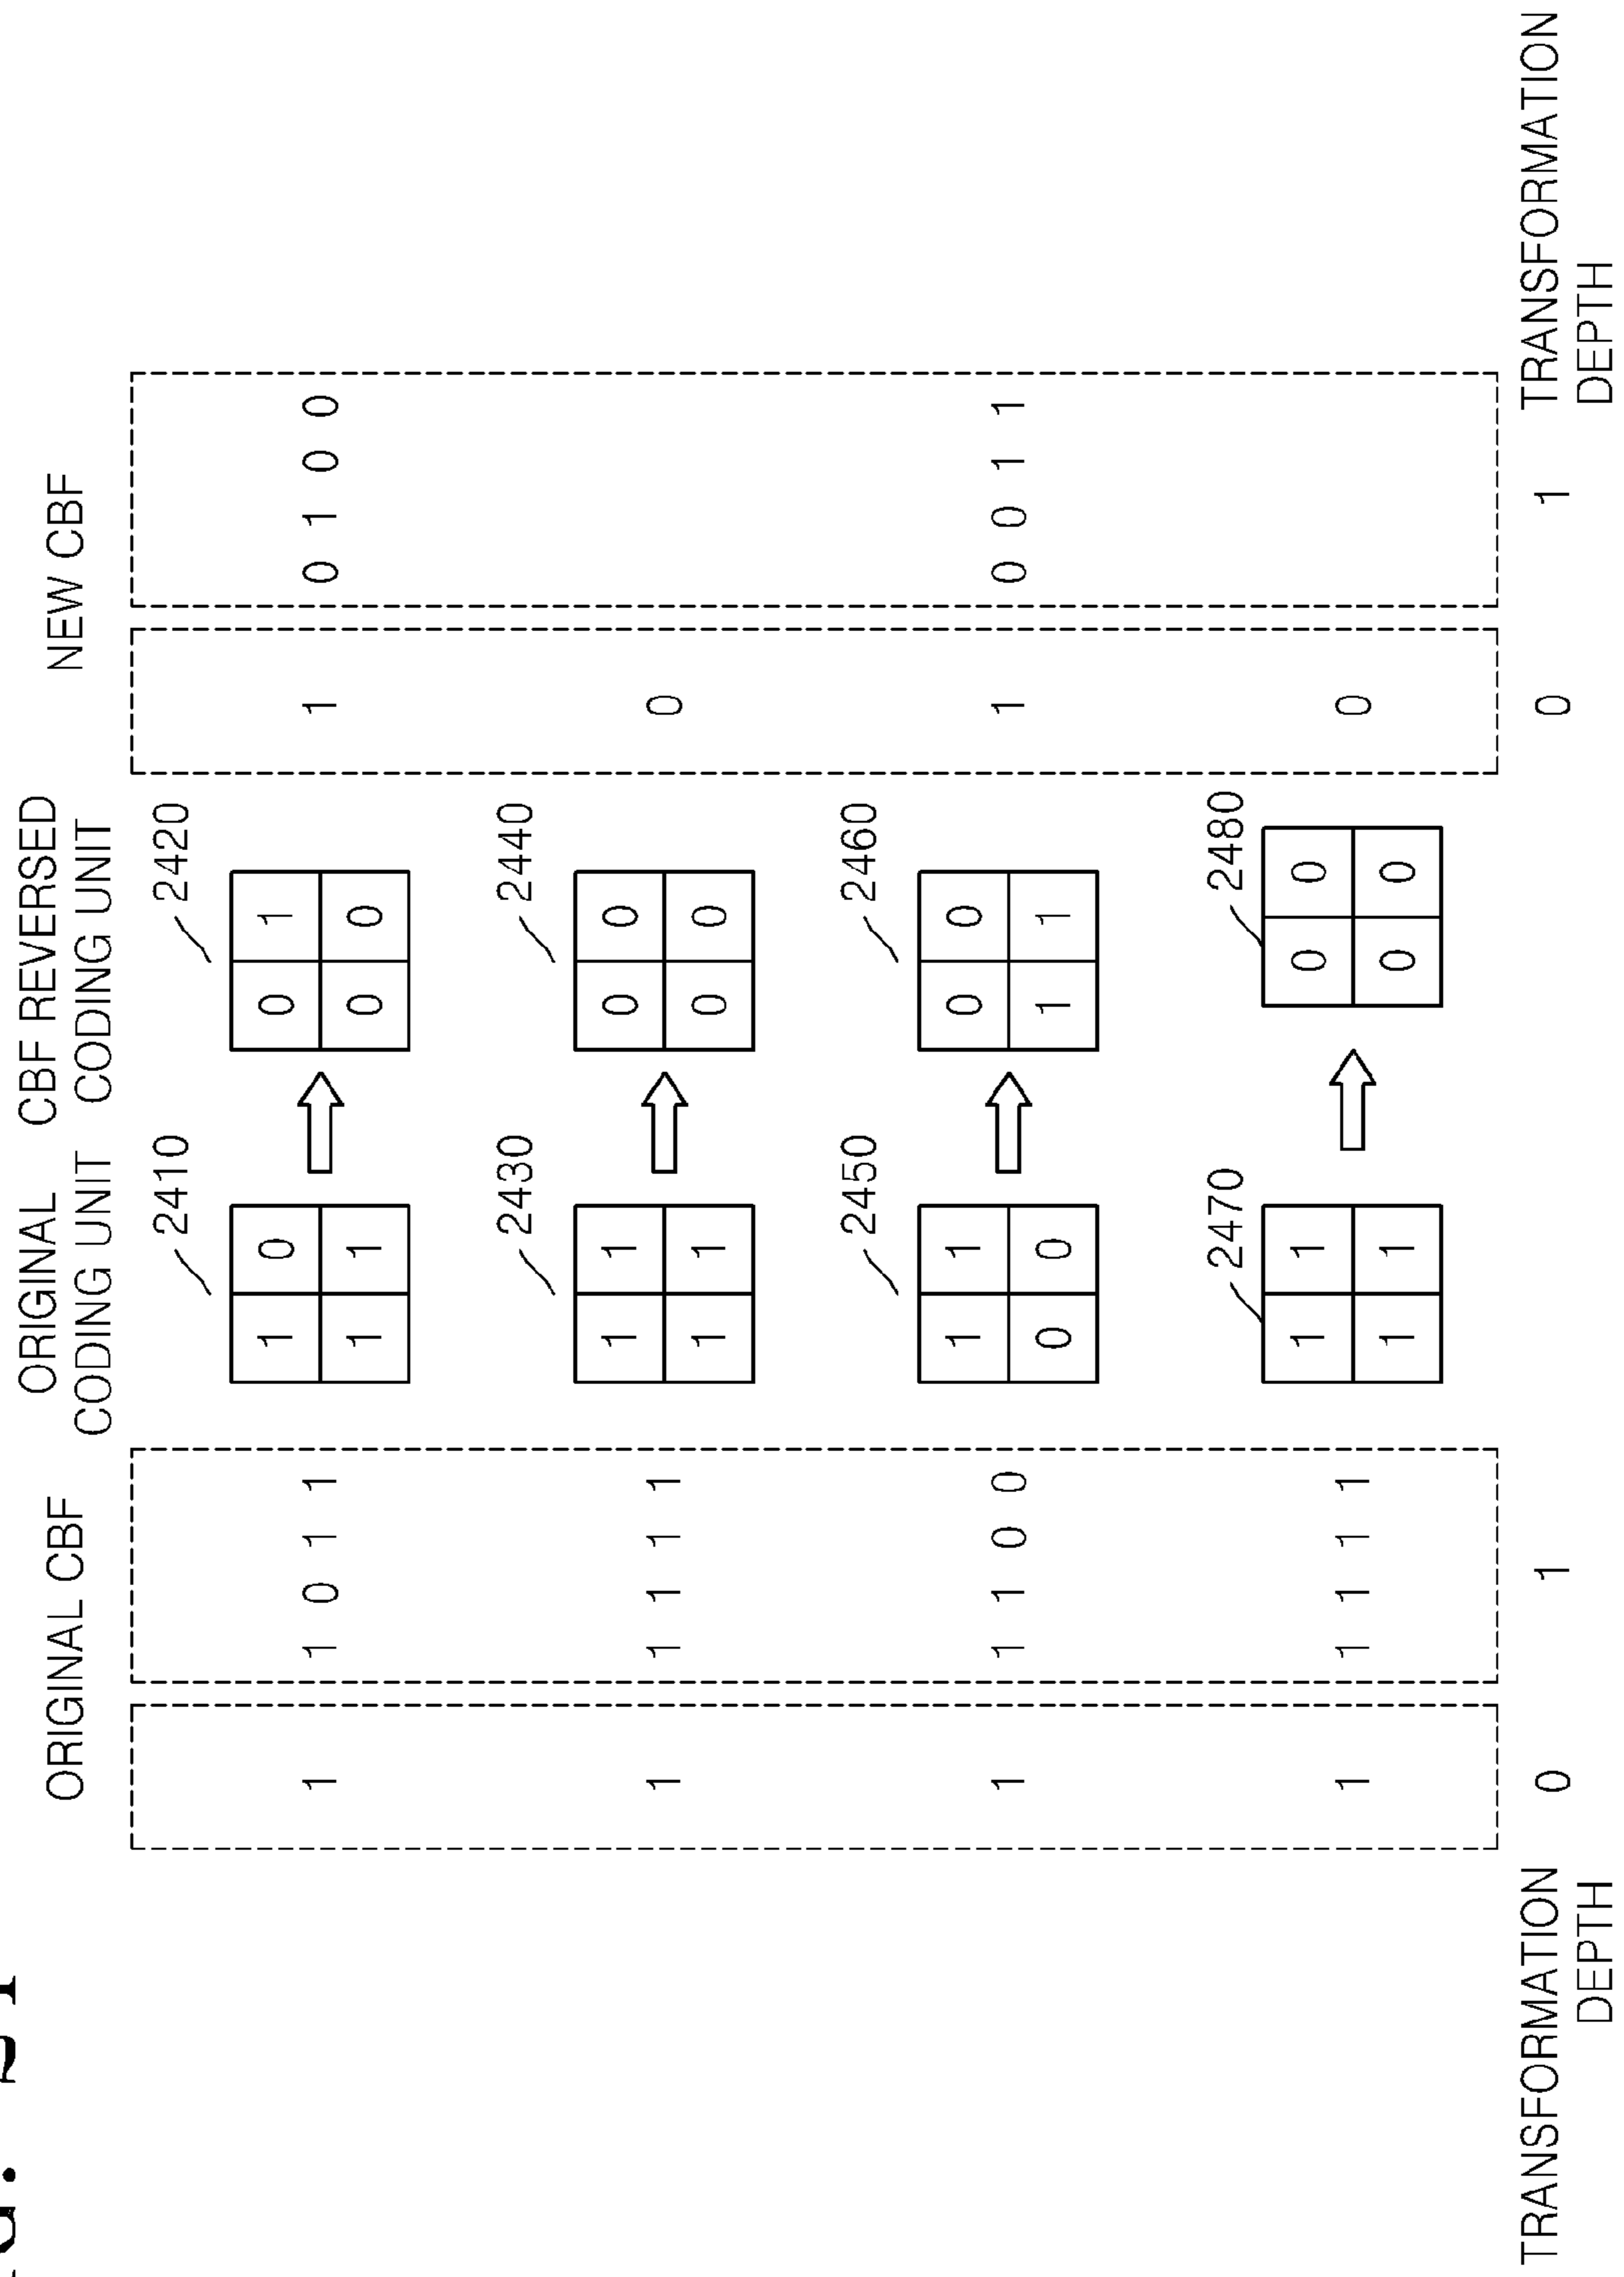 ORIGINAL CBF
ORIGINAL
CODING UNIT
CBF REVERSED
CODING UNIT
NEW CBF
1
1 0 1 1
2410
1 0
1 1
2420
0 1
0 0
1
0 1 0 0
1
1 1 1 1
2430
1 1
1 1
2440
0 0
0 0
0
1
1 1 0 0
2450
1 1
0 0
2460
0 0
1 1
1
0 0 1 1
1
1 1 1 1
2470
1 1
1 1
2480
0 0
0 0
0
TRANSFORMATION
DEPTH
0
1
0
1
TRANSFORMATION
DEPTH